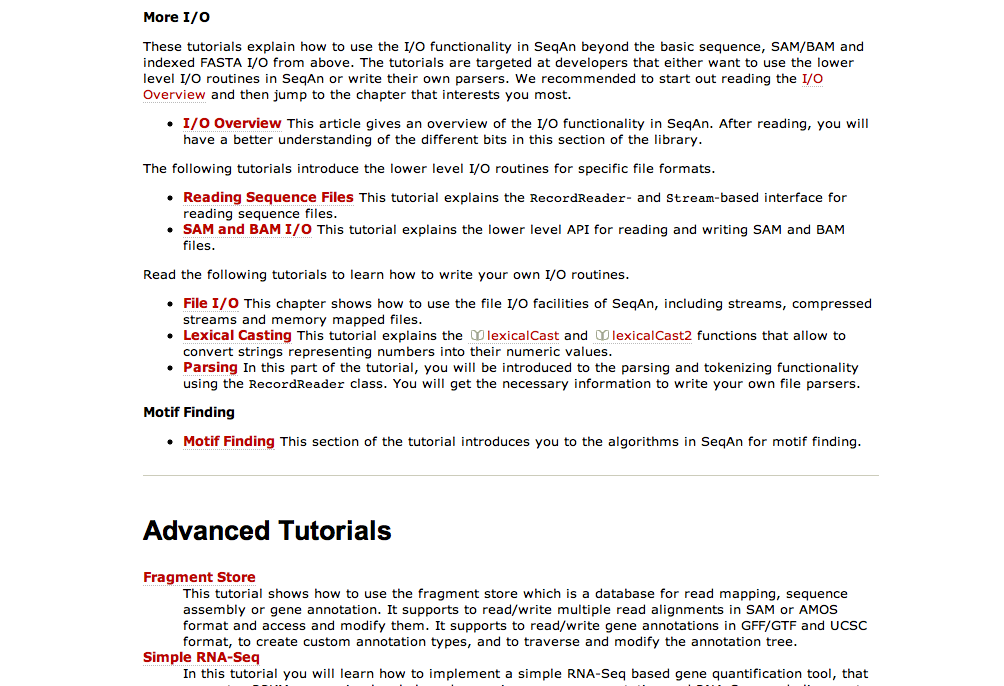 More I/O
These tutorials explain how to use the I/O functionality in SeqAn beyond the basic sequence, SAM/BAM and
indexed FASTA I/O from above. The tutorials are targeted at developers that either want to use the lower
level I/O routines in SeqAn or write their own parsers. We recommended to start out reading the I/O
Overview and then jump to the chapter that interests you most.
• I/O Overview This article gives an overview of the I/O functionality in SeqAn. After reading, you will
have a better understanding of the different bits in this section of the library.
The following tutorials introduce the lower level I/O routines for specific file formats.
• Reading Sequence Files This tutorial explains the RecordReader- and Stream-based interface for
reading sequence files.
• SAM and BAM I/O This tutorial explains the lower level API for reading and writing SAM and BAM
files.
Read the following tutorials to learn how to write your own I/O routines.
• File I/O This chapter shows how to use the file I/O facilities of SeqAn, including streams, compressed
streams and memory mapped files.
• Lexical Casting This tutorial explains the lexicalCast and lexicalCast2 functions that allow to
convert strings representing numbers into their numeric values.
• Parsing In this part of the tutorial, you will be introduced to the parsing and tokenizing functionality
using the RecordReader class. You will get the necessary information to write your own file parsers.
Motif Finding
• Motif Finding This section of the tutorial introduces you to the algorithms in SeqAn for motif finding.
Advanced Tutorials
Fragment Store
This tutorial shows how to use the fragment store which is a database for read mapping, sequence
assembly or gene annotation. It supports to read/write multiple read alignments in SAM or AMOS
format and access and modify them. It supports to read/write gene annotations in GFF/GTF and UCSC
format, to create custom annotation types, and to traverse and modify the annotation tree.
Simple RNA-Seq
In this tutorial you will learn how to implement a simple RNA-Seq based gene quantification tool, that